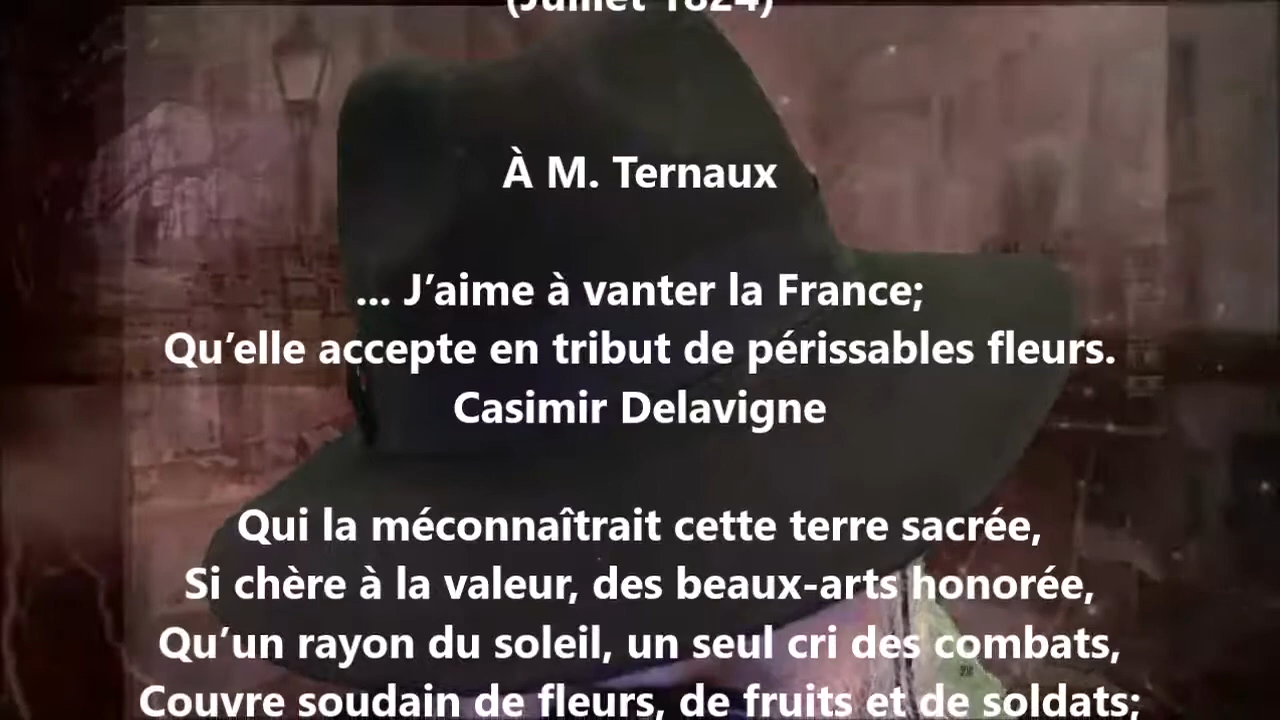 (Juillet 1824)
À M. Ternaux
... J’aime à vanter la France;
Qu’elle accepte en tribut de périssables fleurs.
Casimir Delavigne
Qui la méconnaîtrait cette terre sacrée,
Si chère à la valeur, des beaux-arts honorée,
Qu’un rayon du soleil, un seul cri des combats,
Couvre soudain de fleurs, de fruits et de soldats;